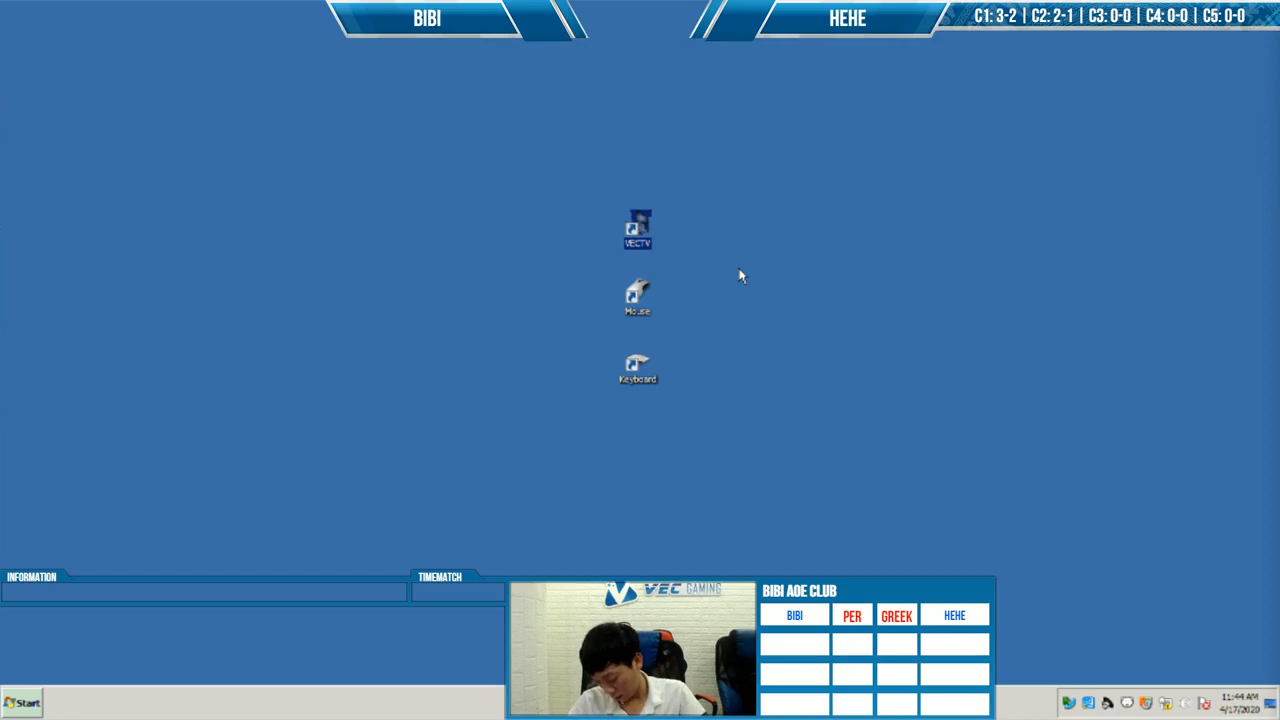 BIBI
HEHE
C1: 3-2 | C2: 2-1 | C3: 0-0 | C4: 0-0 | C5: 0-0
VECTV
Mouse
Keyboard
INFORMATION
TIMEMATCH
VEC GAMING
BIBI AOE CLUB
BIBI PER GREEK HEHE
Start
11:44 AM
4/17/2020